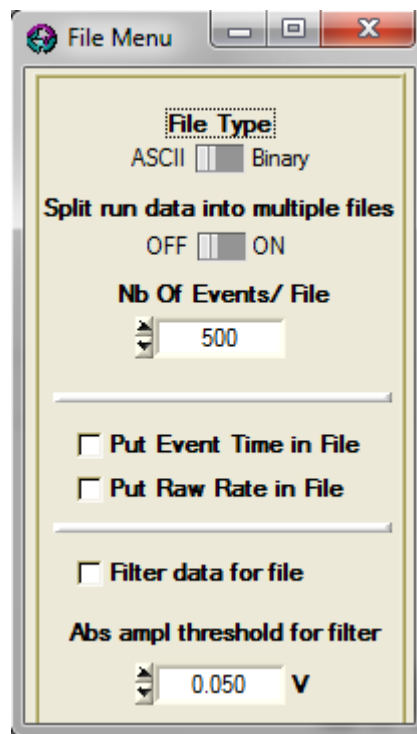 File Menu
File Type
ASCII Binary
Split run data into multiple files
OFF ON
Nb Of Events/ File
500
Put Event Time in File
Put Raw Rate in File
Filter data for file
Abs ampl threshold for filter
0.050 V